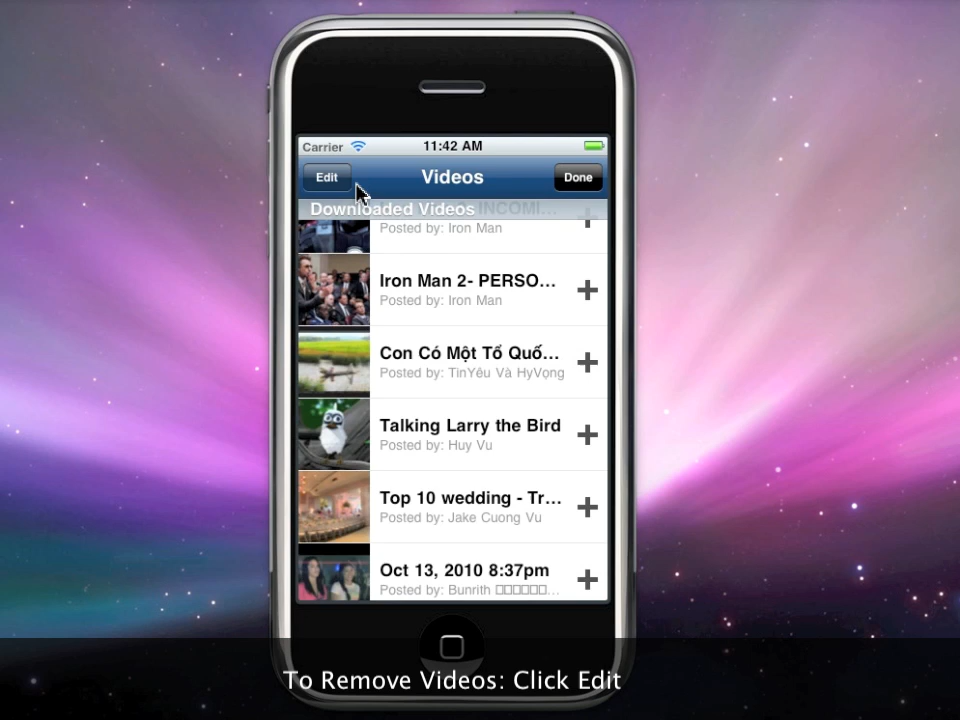 Carrier 11:42 AM
Edit Videos Done
Downloaded Videos INCOMI...
Posted by: Iron Man
Iron Man 2- PERSO...
Posted by: Iron Man
Con Có Một Tổ Quố...
Posted by: TinYêu Và HyVọng
Talking Larry the Bird
Posted by: Huy Vu
Top 10 wedding - Tr...
Posted by: Jake Cuong Vu
Oct 13, 2010 8:37pm
Posted by: Bunrith □□□□□□...
To Remove Videos: Click Edit